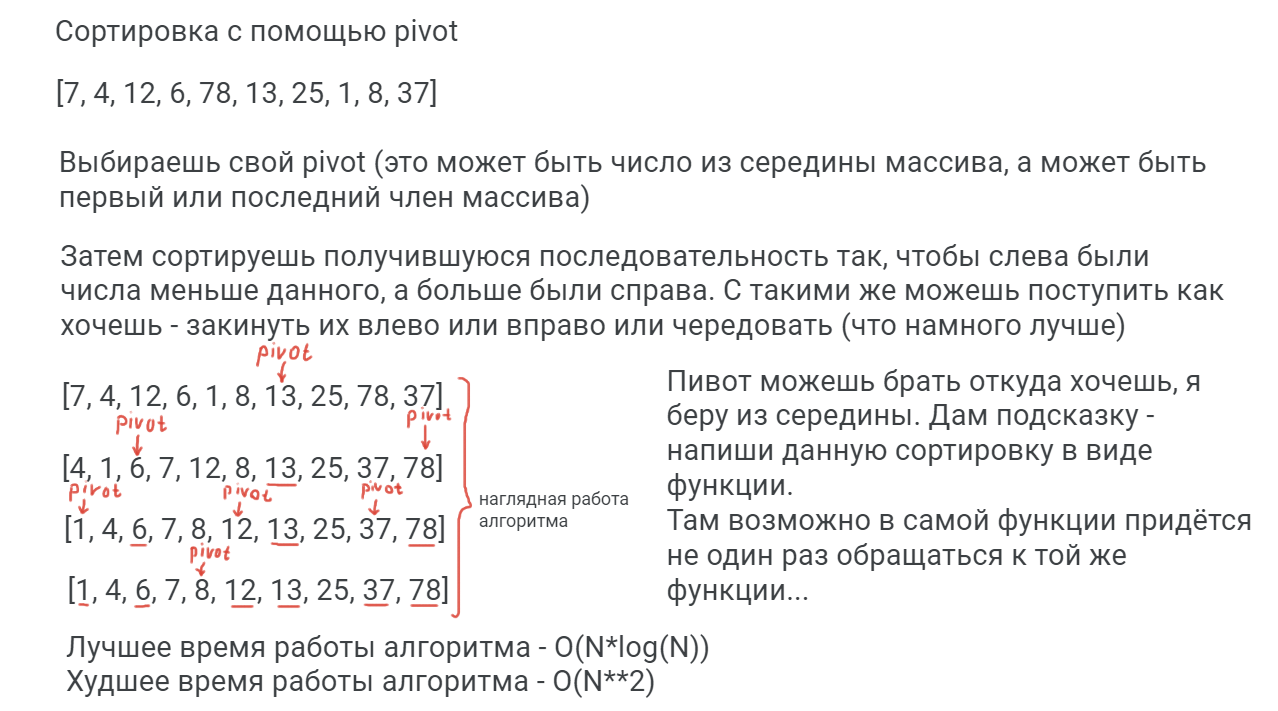 Сортировка с помощью pivot
[7, 4, 12, 6, 78, 13, 25, 1, 8, 37]
Выбираешь свой pivot (это может быть число из середины массива, а может быть
первый или последний член массива)
Затем сортируешь получившуюся последовательность так, чтобы слева были
числа меньше данного, а больше были справа. С такими же можешь поступить как
хочешь - закинуть их влево или вправо или чередовать (что намного лучше)
pivot
[7, 4, 12, 6, 1, 8, 13, 25, 78, 37]
pivot pivot
[4, 1, 6, 7, 12, 8, 13, 25, 37, 78]
pivot pivot pivot
[1, 4, 6, 7, 8, 12, 13, 25, 37, 78]
pivot
[1, 4, 6, 7, 8, 12, 13, 25, 37, 78]
наглядная работа
алгоритма
Пивот можешь брать откуда хочешь, я
беру из середины. Дам подсказку -
напиши данную сортировку в виде
функции.
Там возможно в самой функции придётся
не один раз обращаться к той же
функции...
Лучшее время работы алгоритма - O(N*log(N))
Худшее время работы алгоритма - O(N**2)